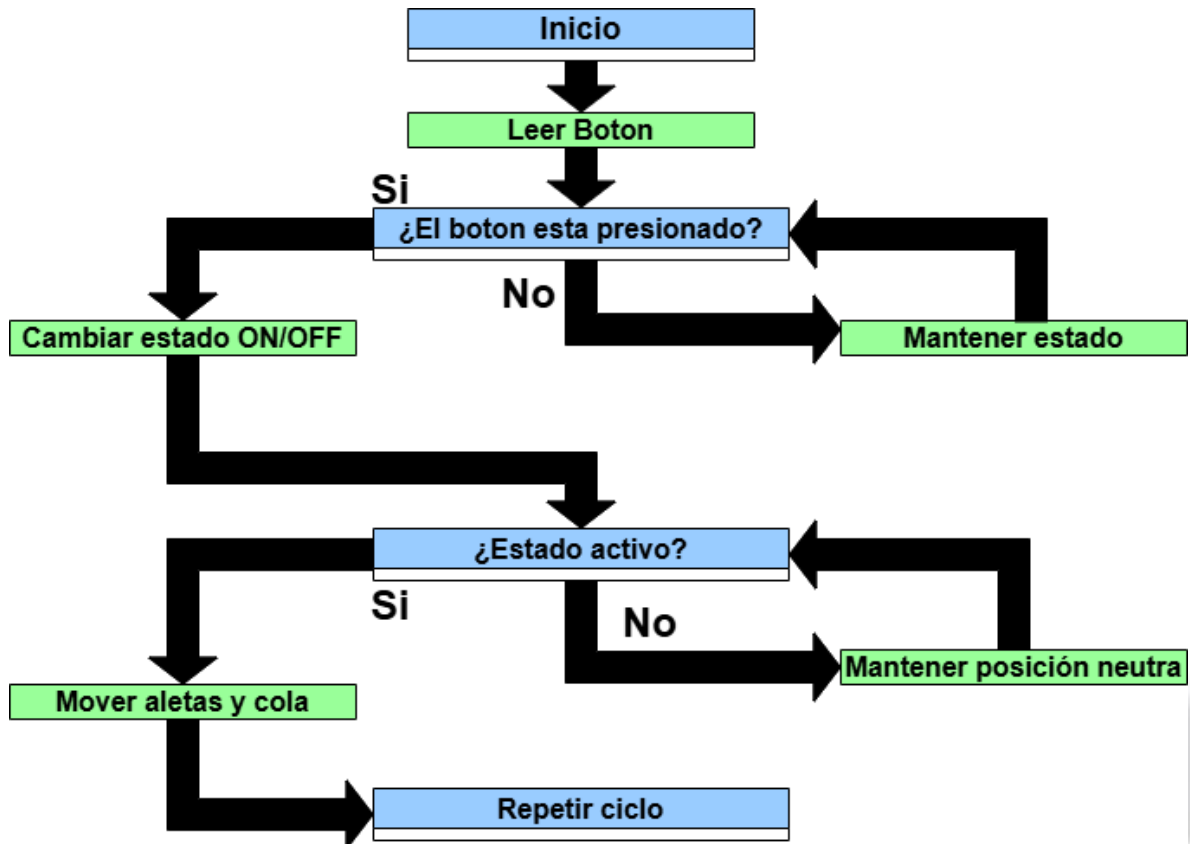 Inicio
Leer Boton
Si
¿El boton esta presionado?
No
Cambiar estado ON/OFF
Mantener estado
¿Estado activo?
Si
No
Mantener posición neutra
Mover aletas y cola
Repetir ciclo